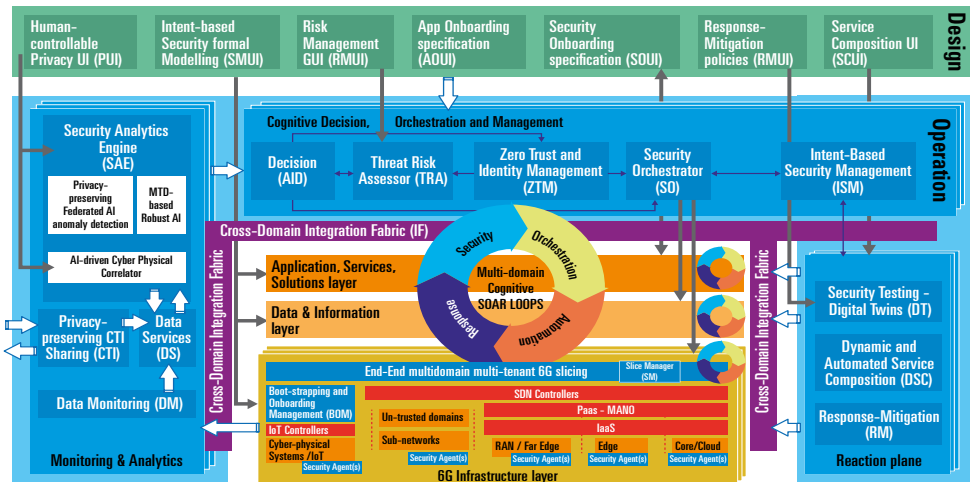 Human-
controllable
Privacy UI (PUI)
Intent-based
Security formal
Modelling (SMUI)
Risk
Management
GUI (RMUI)
App Onboarding
specification
(AOUI)
Security
Onboarding
specification (SOUI)
Response-
Mitigation
policies (RMUI)
Service
Composition UI
(SCUI)
Design
Security Analytics
Engine
(SAE)
Privacy-
preserving
Federated AI
anomaly detection
MTD-
based
Robust AI
AI-driven Cyber Physical
Correlator
Privacy-
preserving CTI
Sharing (CTI)
Data
Services
(DS)
Data Monitoring (DM)
Monitoring & Analytics
Cognitive Decision, Orchestration and Management
Operation
Decision
(AID)
Threat Risk
Assessor (TRA)
Zero Trust and
Identity Management
(ZTM)
Security
Orchestrator
(SO)
Intent-Based
Security Management
(ISM)
Cross-Domain Integration Fabric (IF)
Cross-Domain Integration Fabric
Application, Services,
Solutions layer
Data & Information
layer
Security
Orchestration
Automation
Response
Multi-domain
Cognitive
SOAR LOOPS
End-End multidomain multi-tenant 6G slicing
Slice Manager
(SM)
Boot-strapping and
Onboarding
Management (BOM)
SDN Controllers
Paas - MANO
IaaS
IoT Controllers
Un-trusted domains
Sub-networks
Cyber-physical
Systems /IoT
RAN / Far Edge
Edge
Core/Cloud
Security Agent(s)
Security Agent(s)
Security Agent(s)
Security Agent(s)
Security Agent(s)
6G Infrastructure layer
Cross-Domain Integration Fabric
Security Testing -
Digital Twins (DT)
Dynamic and
Automated Service
Composition (DSC)
Response-Mitigation
(RM)
Reaction plane